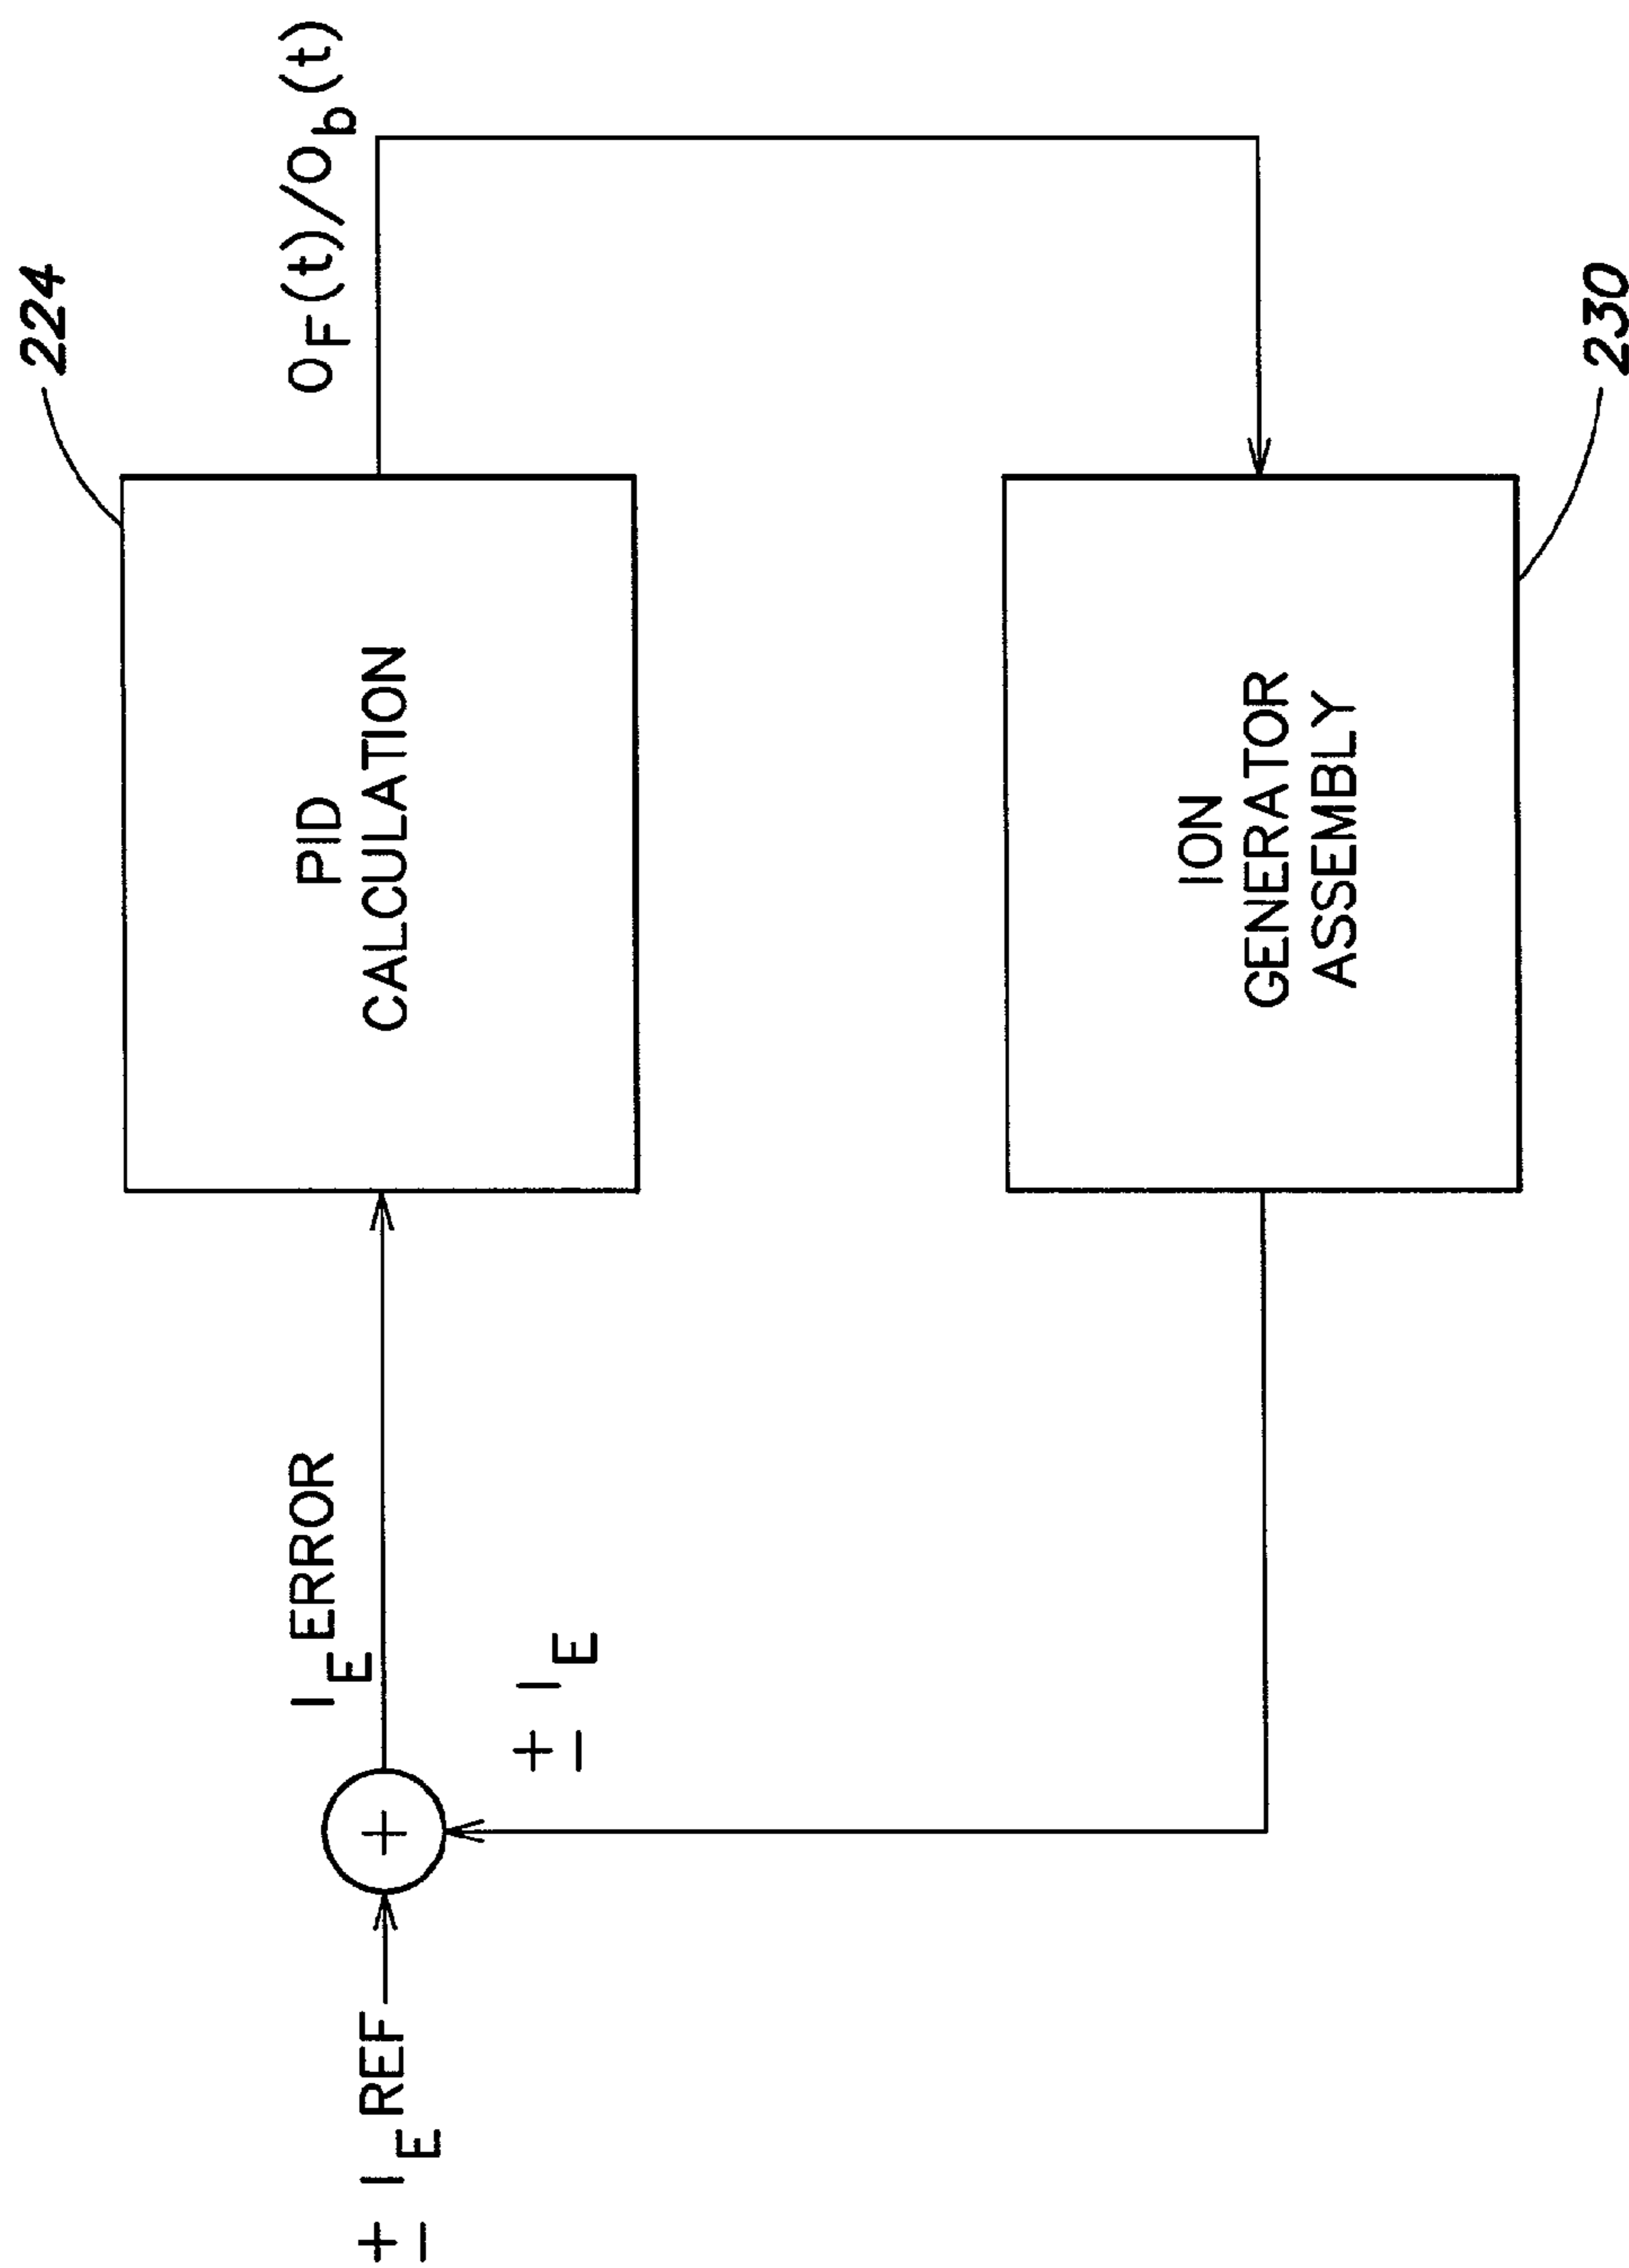 224
O_F(t)/O_b(t)
PID
CALCULATION
I_E ERROR
+
± I_E REF
± I_E
ION
GENERATOR
ASSEMBLY
230